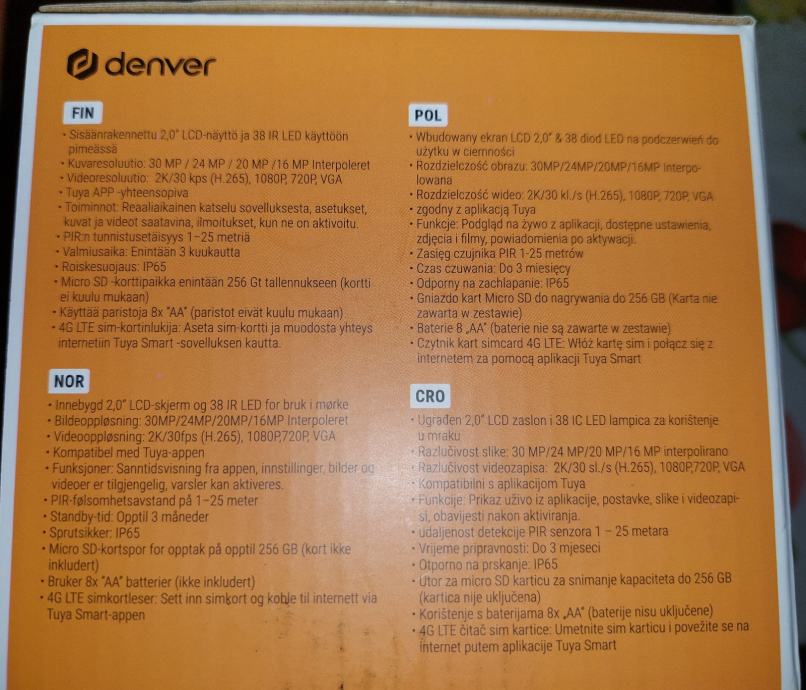 denver
FIN
• Sisäänrakennettu 2,0" LCD-näyttö ja 38 IR LED käyttöön
pimeässä
• Kuvaresoluutio: 30 MP / 24 MP / 20 MP /16 MP Interpoleret
• Videoresoluutio: 2K/30 kps (H.265), 1080P, 720P, VGA
• Tuya APP -yhteensopiva
• Toiminnot: Reaaliaikainen katselu sovelluksesta, asetukset,
kuvat ja videot saatavina, ilmoitukset, kun ne on aktivoitu.
• PIR:n tunnistusetäisyys 1–25 metriä
• Valmiusaika: Enintään 3 kuukautta
• Roiskesuojaus: IP65
• Micro SD -korttipaikka enintään 256 Gt tallennukseen (kortti
ei kuulu mukaan)
• Käyttää paristoja 8x "AA" (paristot eivät kuulu mukaan)
• 4G LTE sim-kortinlukija: Aseta sim-kortti ja muodosta yhteys
internetiin Tuya Smart -sovelluksen kautta.
NOR
• Innebygd 2,0" LCD-skjerm og 38 IR LED for bruk i mørke
• Bildeoppløsning: 30MP/24MP/20MP/16MP Interpoleret
• Videooppløsning: 2K/30fps (H.265), 1080P,720P, VGA
• Kompatibel med Tuya-appen
• Funksjoner: Sanntidsvisning fra appen, innstillinger, bilder og
videoer er tilgjengelig, varsler kan aktiveres.
• PIR-følsomhetsavstand på 1–25 meter
• Standby-tid: Opptil 3 måneder
• Sprutsikker: IP65
• Micro SD-kortspor for opptak på opptil 256 GB (kort ikke
inkludert)
• Bruker 8x "AA" batterier (ikke inkludert)
• 4G LTE simkortleser: Sett inn simkort og koble til internett via
Tuya Smart-appen
POL
• Wbudowany ekran LCD 2,0" & 38 diod LED na podczerwień do
użytku w ciemności
• Rozdzielczość obrazu: 30MP/24MP/20MP/16MP Interpo-
lowana
• Rozdzielczość wideo: 2K/30 kl./s (H.265), 1080P, 720P, VGA
• zgodny z aplikacją Tuya
• Funkcje: Podgląd na żywo z aplikacji, dostępne ustawienia,
zdjęcia i filmy, powiadomienia po aktywacji.
• Zasięg czujnika PIR 1-25 metrów
• Czas czuwania: Do 3 miesięcy
• Odporny na zachlapanie: IP65
• Gniazdo kart Micro SD do nagrywania do 256 GB (Karta nie
zawarta w zestawie)
• Baterie 8 „AA" (baterie nie są zawarte w zestawie)
• Czytnik kart simcard 4G LTE: Włóż kartę sim i połącz się z
internetem za pomocą aplikacji Tuya Smart
CRO
• Ugrađen 2,0" LCD zaslon i 38 IC LED lampica za korištenje
u mraku
• Razlučivost slike: 30 MP/24 MP/20 MP/16 MP interpolirano
• Razlučivost videozapisa: 2K/30 sl./s (H.265), 1080P,720P, VGA
• Kompatibilni s aplikacijom Tuya
• Funkcije: Prikaz uživo iz aplikacije, postavke, slike i videozapi-
si, obavijesti nakon aktiviranja.
• udaljenost detekcije PIR senzora 1 – 25 metara
• Vrijeme pripravnosti: Do 3 mjeseci
• Otporno na prskanje: IP65
• Utor za micro SD karticu za snimanje kapaciteta do 256 GB
(kartica nije uključena)
• Korištenje s baterijama 8x „AA" (baterije nisu uključene)
• 4G LTE čitač sim kartice: Umetnite sim karticu i povežite se na
internet putem aplikacije Tuya Smart